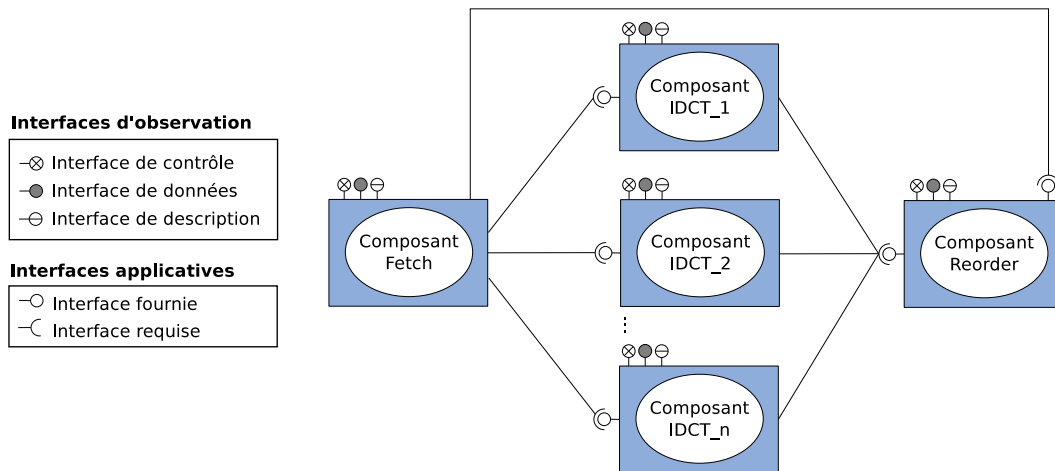 Interfaces d'observation
Interface de contrôle
Interface de données
Interface de description
Interfaces applicatives
Interface fournie
Interface requise
Composant
Fetch
Composant
IDCT_1
Composant
IDCT_2
Composant
IDCT_n
Composant
Reorder